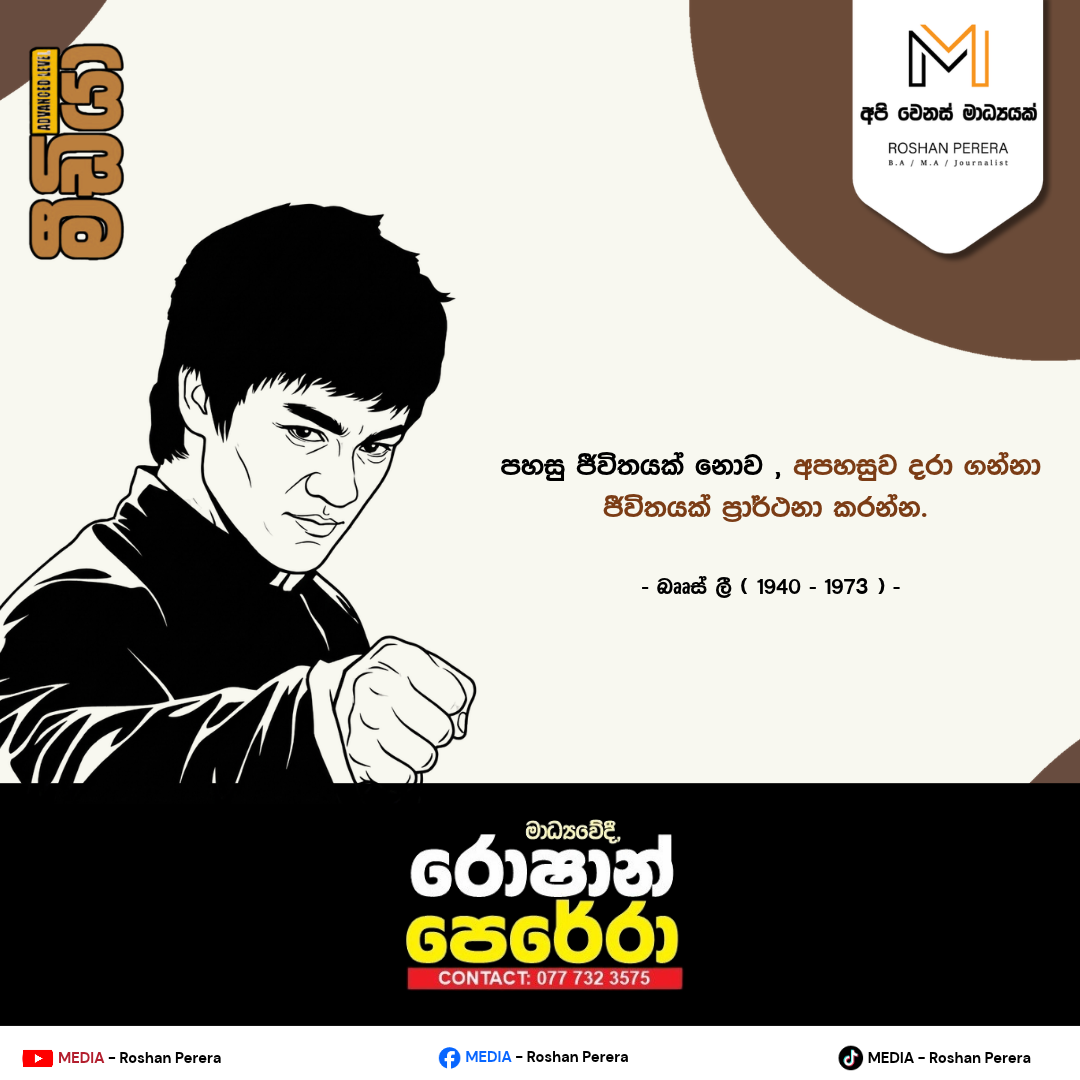 මීඩියා
ADVANCED LEVEL
M
අපි වෙනස් මාධ්‍යයක්
ROSHAN PERERA
B.A / M.A / Journalist
පහසු ජීවිතයක් නොව , අපහසුව දරා ගන්නා
ජීවිතයක් ප්‍රාර්ථනා කරන්න.
- බෲස් ලී ( 1940 - 1973 ) -
මාධ්‍යවේදී,
රොෂාන්
පෙරේරා
CONTACT: 077 732 3575
MEDIA - Roshan Perera
MEDIA - Roshan Perera
MEDIA - Roshan Perera